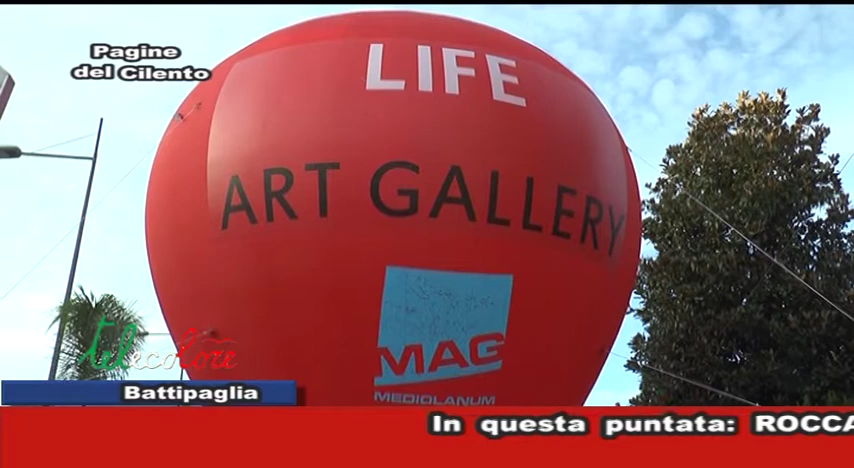 Pagine
del Cilento
LIFE
ART GALLERY
MAG
MEDIOLANUM
telecolore
Battipaglia
In questa puntata: ROCCA